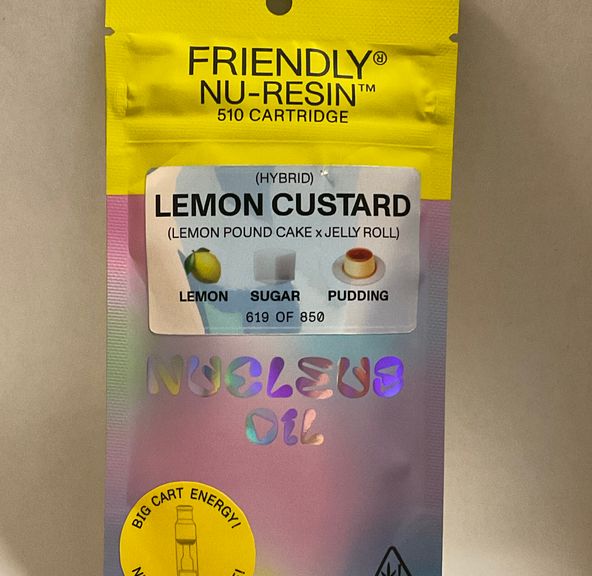 FRIENDLY®
NU-RESIN™
510 CARTRIDGE
(HYBRID)
LEMON CUSTARD
(LEMON POUND CAKE x JELLY ROLL)
LEMON SUGAR PUDDING
619 OF 850
NUCLEUS
OIL
BIG CART ENERGY!